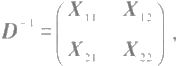 D⁻¹ = ( X₁₁ X₁₂
X₂₁ X₂₂ ) ,